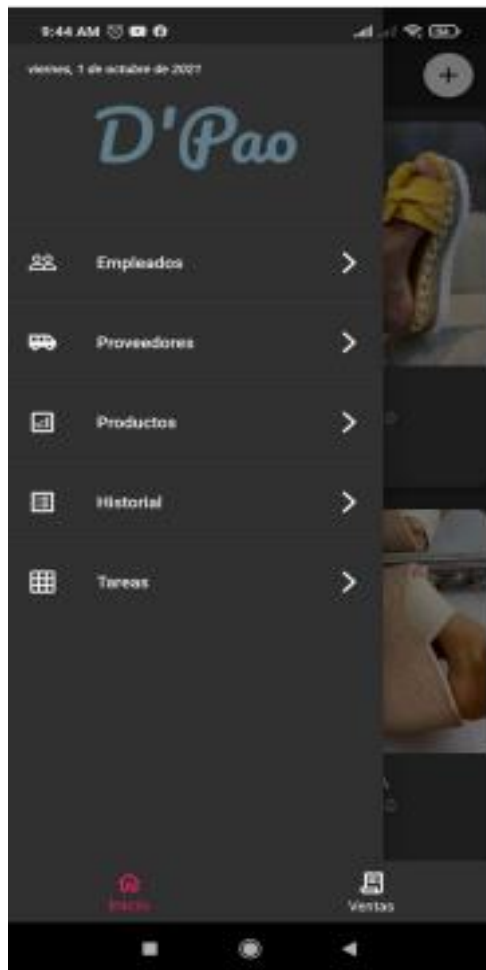 9:44 AM
viernes, 1 de octubre de 2021
D'Pao
Empleados
Proveedores
Productos
Historial
Tareas
Inicio
Ventas